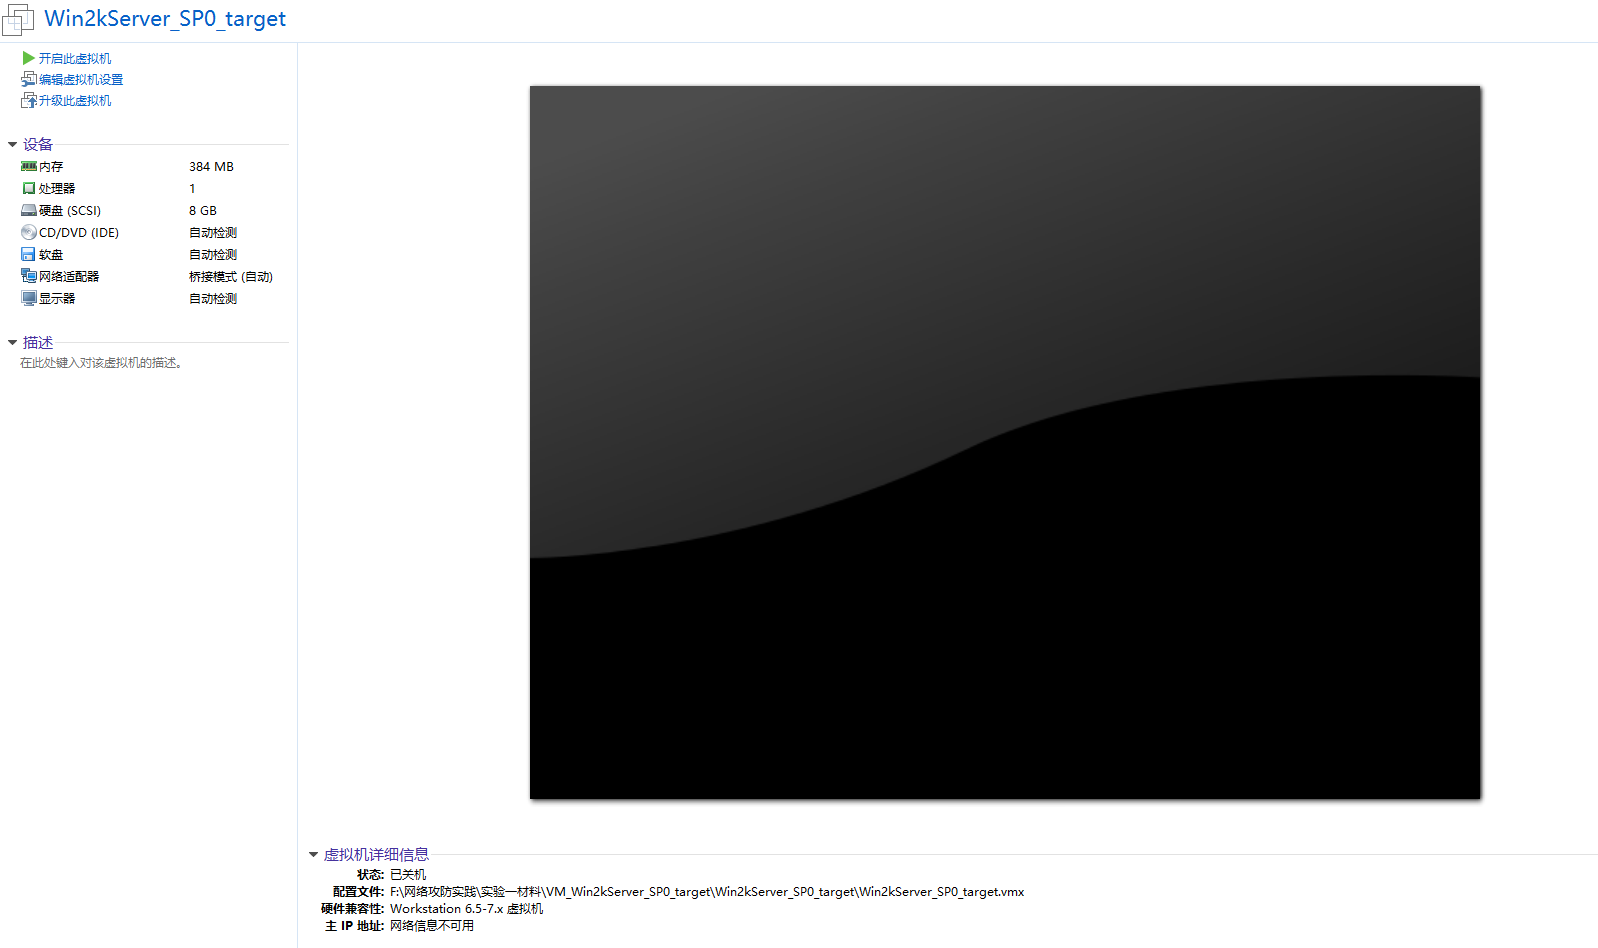 Win2kServer_SP0_target
开启此虚拟机
编辑虚拟机设置
升级此虚拟机
设备
内存 384 MB
处理器 1
硬盘 (SCSI) 8 GB
CD/DVD (IDE) 自动检测
软盘 自动检测
网络适配器 桥接模式 (自动)
显示器 自动检测
描述
在此处键入对该虚拟机的描述。
虚拟机详细信息
状态: 已关机
配置文件: F:\网络攻防实践\实验一材料\VM_Win2kServer_SP0_target\Win2kServer_SP0_target\Win2kServer_SP0_target.vmx
硬件兼容性: Workstation 6.5-7.x 虚拟机
主 IP 地址: 网络信息不可用